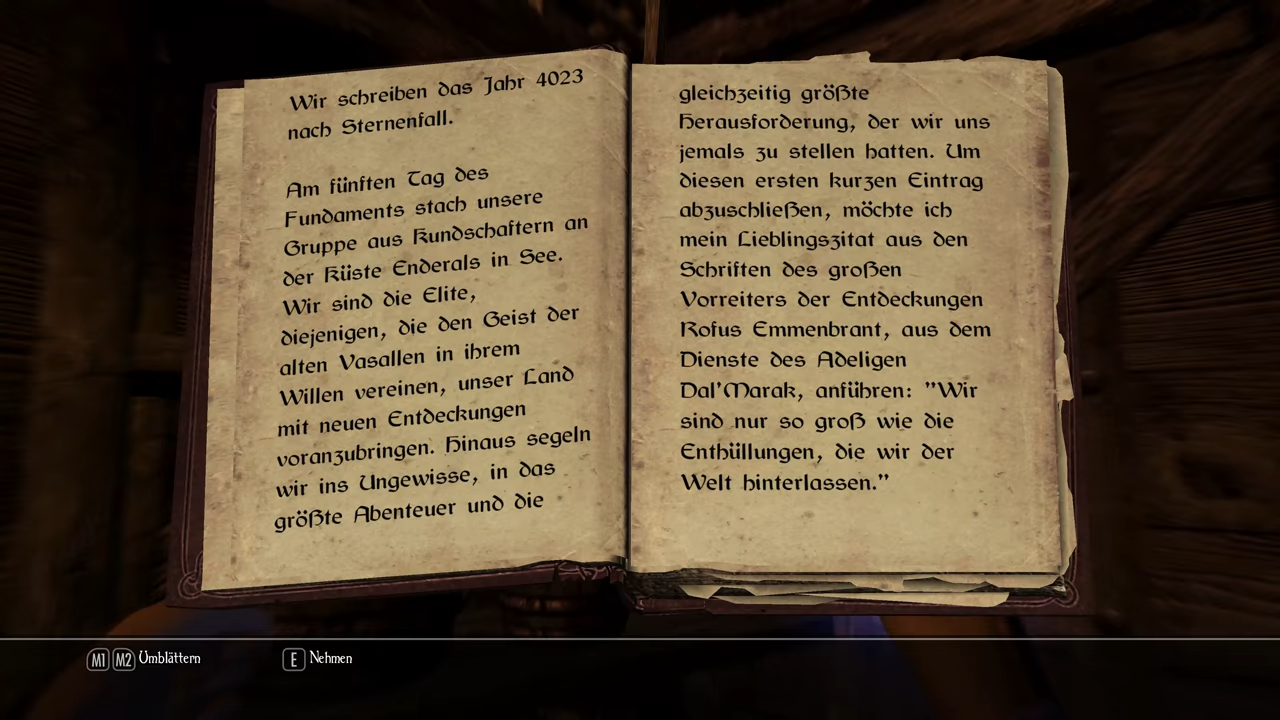 Wir schreiben das Jahr 4023
nach Sternenfall.
Am fünften Tag des
Fundaments stach unsere
Gruppe aus Kundschaftern an
der Küste Enderals in See.
Wir sind die Elite,
diejenigen, die den Geist der
alten Vasallen in ihrem
Willen vereinen, unser Land
mit neuen Entdeckungen
voranzubringen. Hinaus segeln
wir ins Ungewisse, in das
größte Abenteuer und die
gleichzeitig größte
Herausforderung, der wir uns
jemals zu stellen hatten. Um
diesen ersten kurzen Eintrag
abzuschließen, möchte ich
mein Lieblingszitat aus den
Schriften des großen
Vorreiters der Entdeckungen
Rofus Emmenbrant, aus dem
Dienste des Adeligen
Dal'Marak, anführen: "Wir
sind nur so groß wie die
Enthüllungen, die wir der
Welt hinterlassen."
M1 M2 Umblättern
E Nehmen